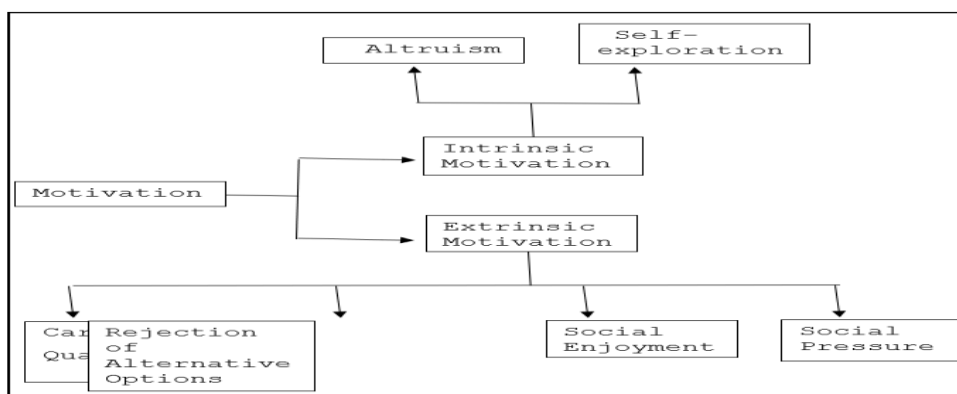 Altruism
Self-
exploration
Intrinsic
Motivation
Motivation
Extrinsic
Motivation
Rejection
of
Alternative
Options
Social
Enjoyment
Social
Pressure